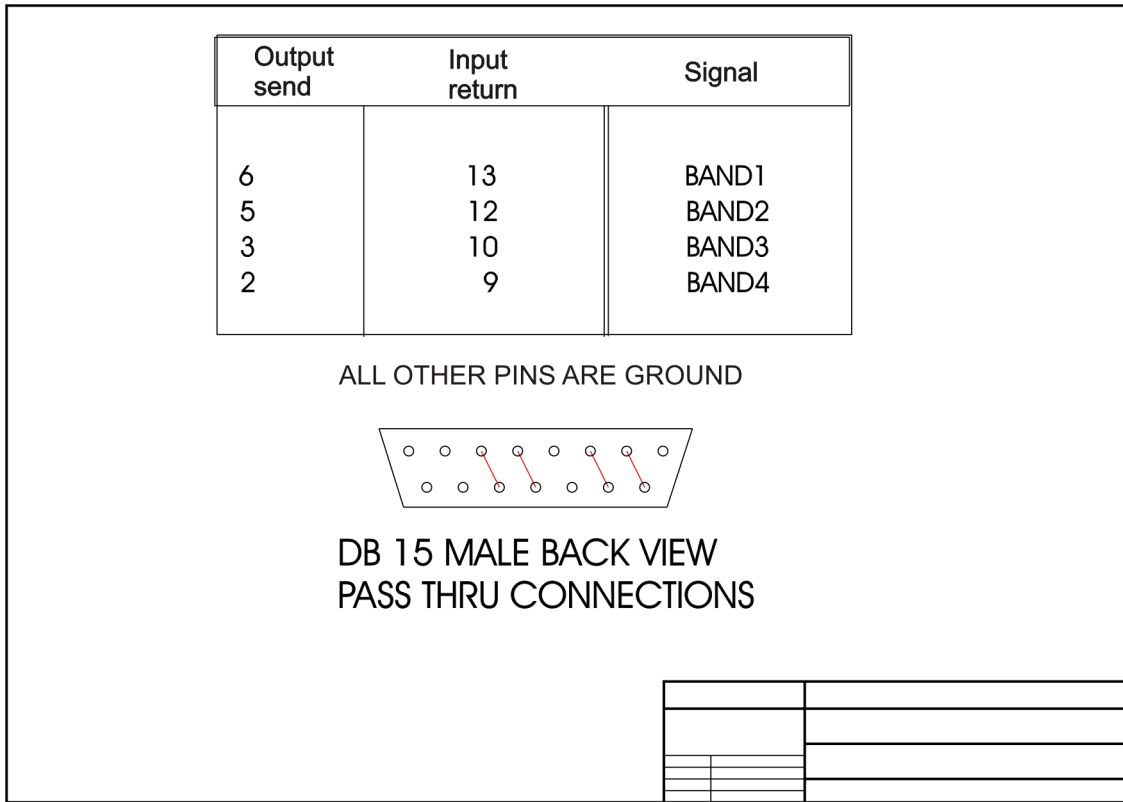 Output send Input return Signal
6 13 BAND1
5 12 BAND2
3 10 BAND3
2 9 BAND4
ALL OTHER PINS ARE GROUND
DB 15 MALE BACK VIEW
PASS THRU CONNECTIONS